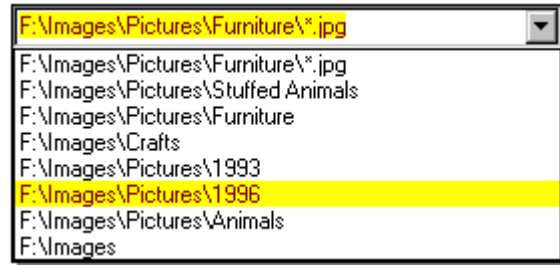 F:\Images\Pictures\Furniture\*.jpg
F:\Images\Pictures\Furniture\*.jpg
F:\Images\Pictures\Stuffed Animals
F:\Images\Pictures\Furniture
F:\Images\Crafts
F:\Images\Pictures\1993
F:\Images\Pictures\1996
F:\Images\Pictures\Animals
F:\Images